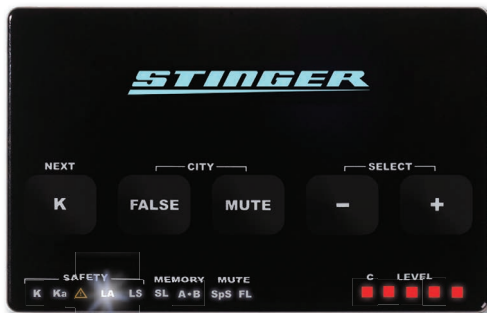 STINGER
NEXT CITY SELECT
K FALSE MUTE − +
SAFETY MEMORY MUTE C LEVEL
K Ka LA LS SL A•B SpS FL